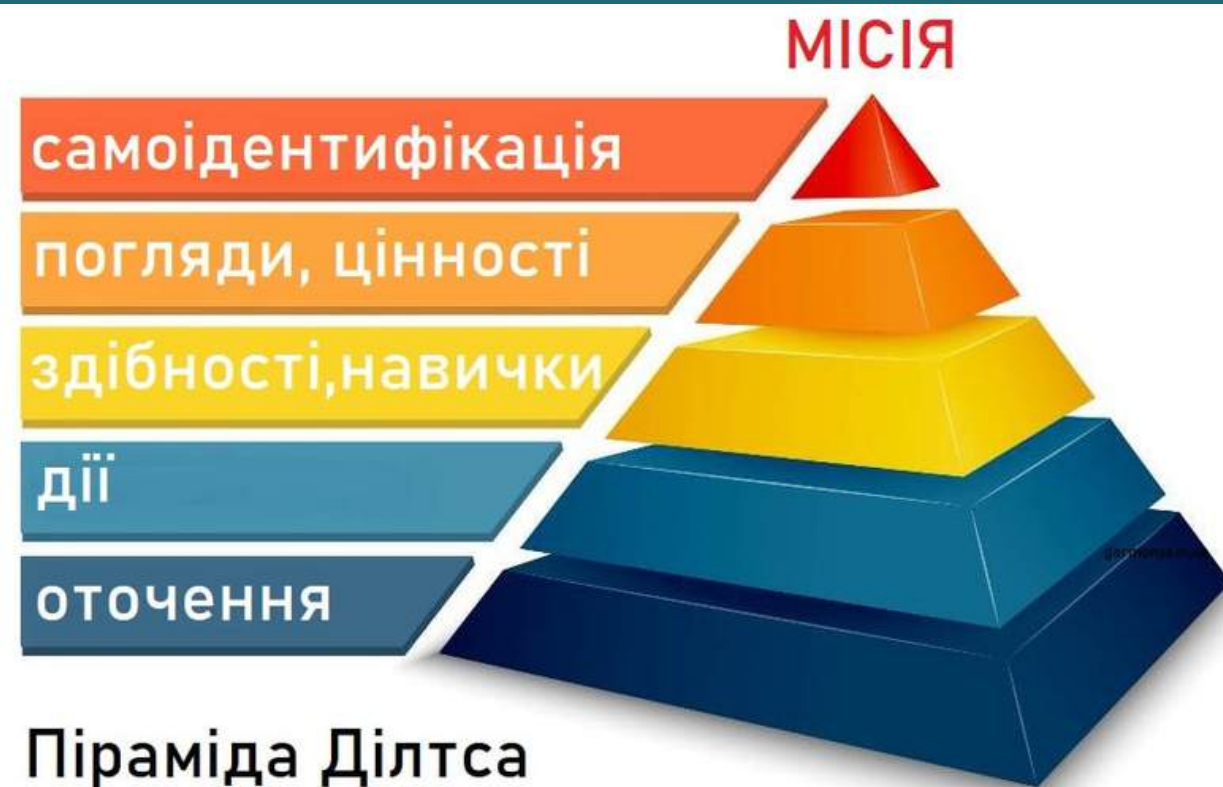 МІСІЯ
самоідентифікація
погляди, цінності
здібності,навички
дії
оточення
Піраміда Ділтса